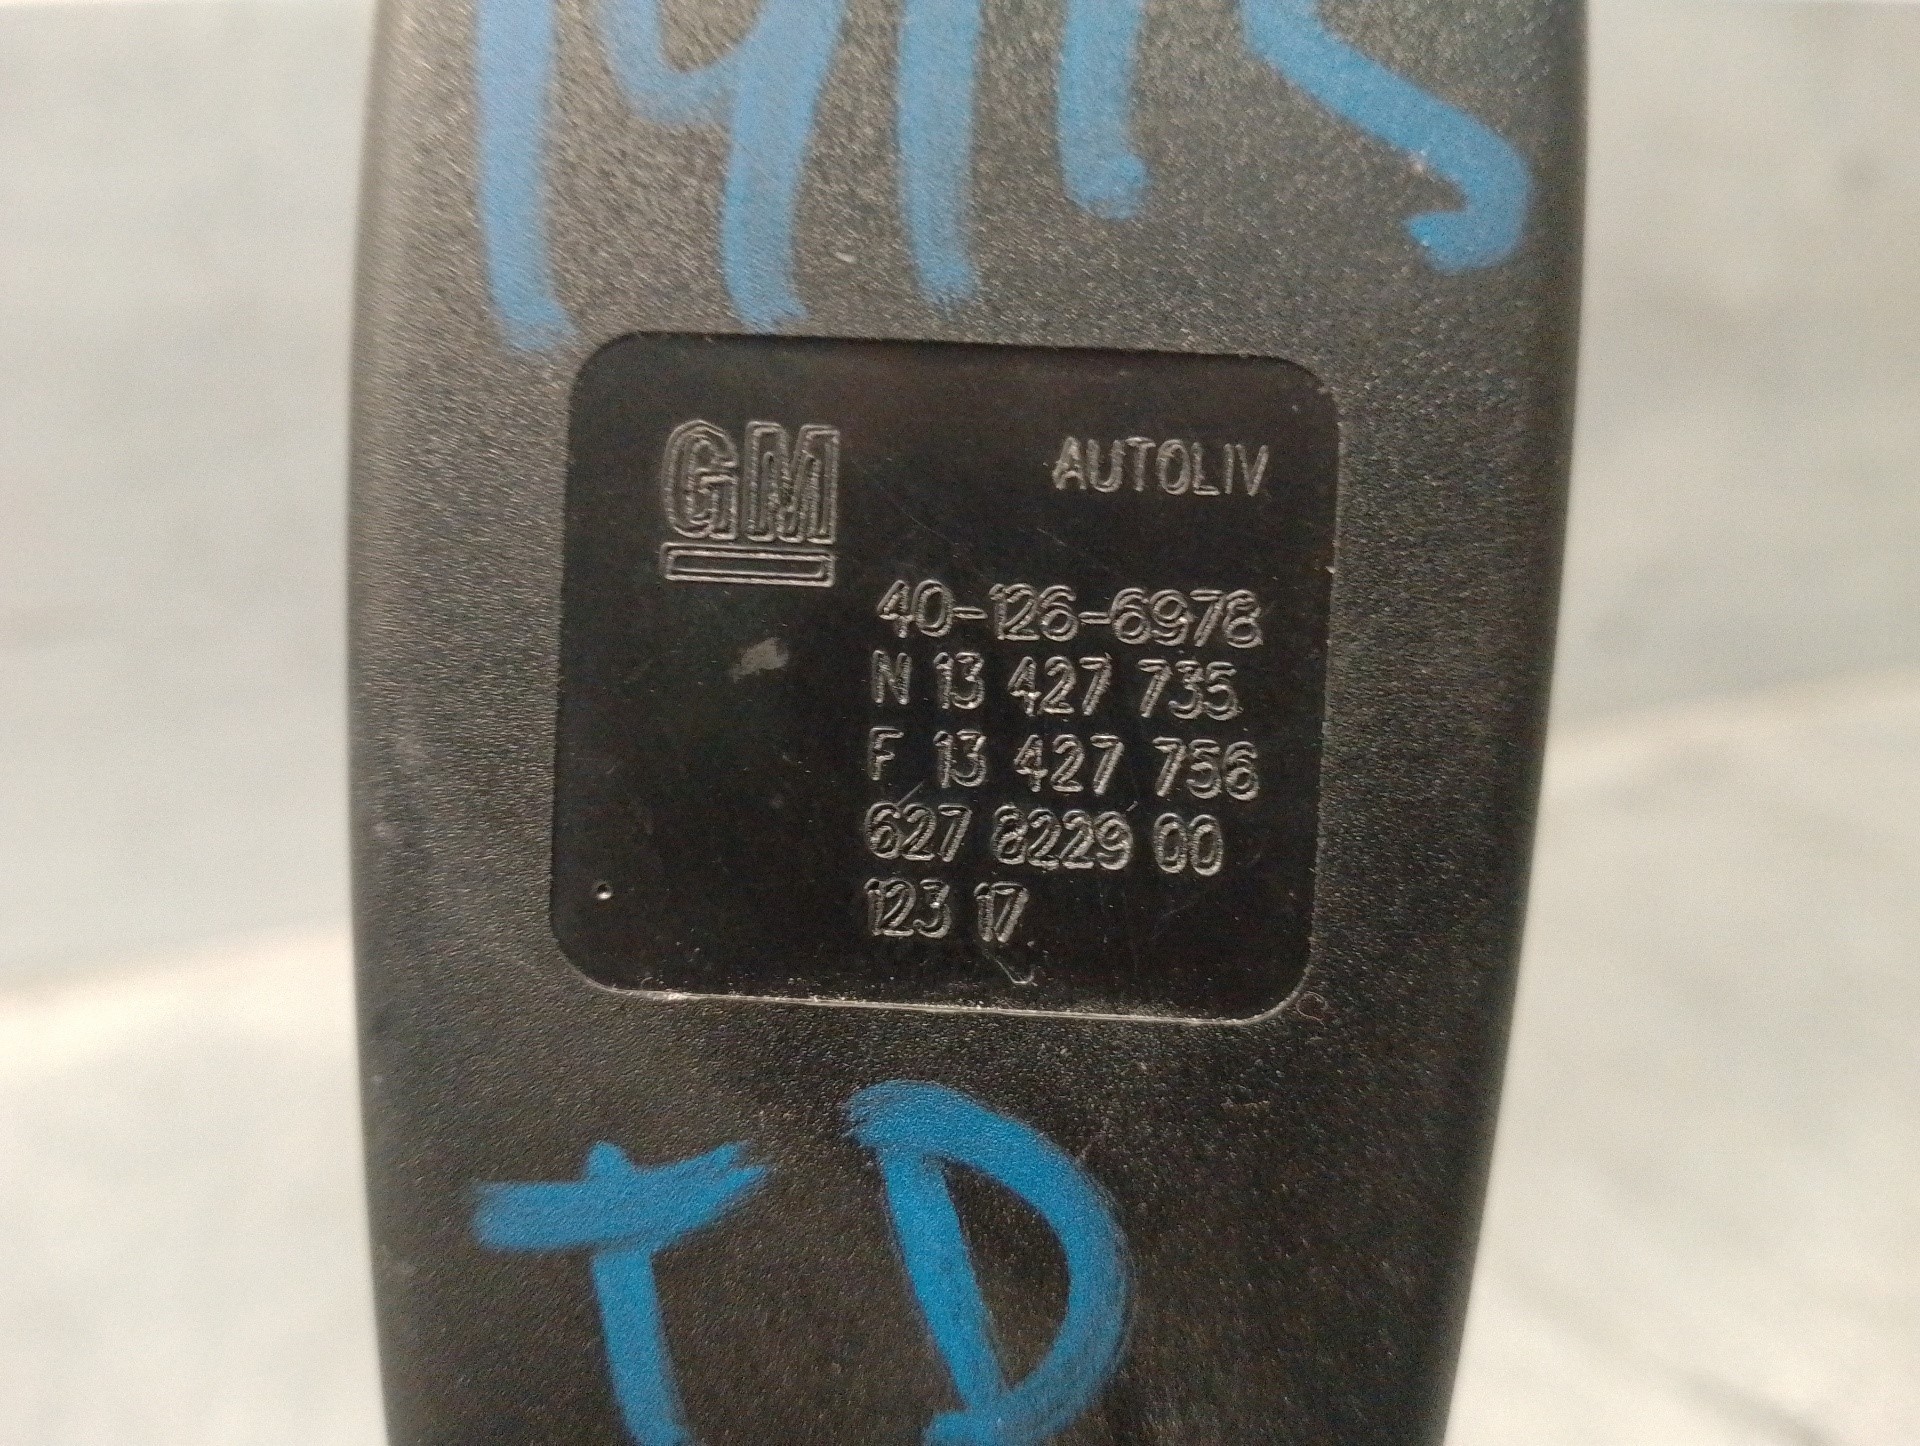 GM AUTOLIV
40-126-6978
N 13 427 735
F 13 427 756
627 8229 00
123 17
TD